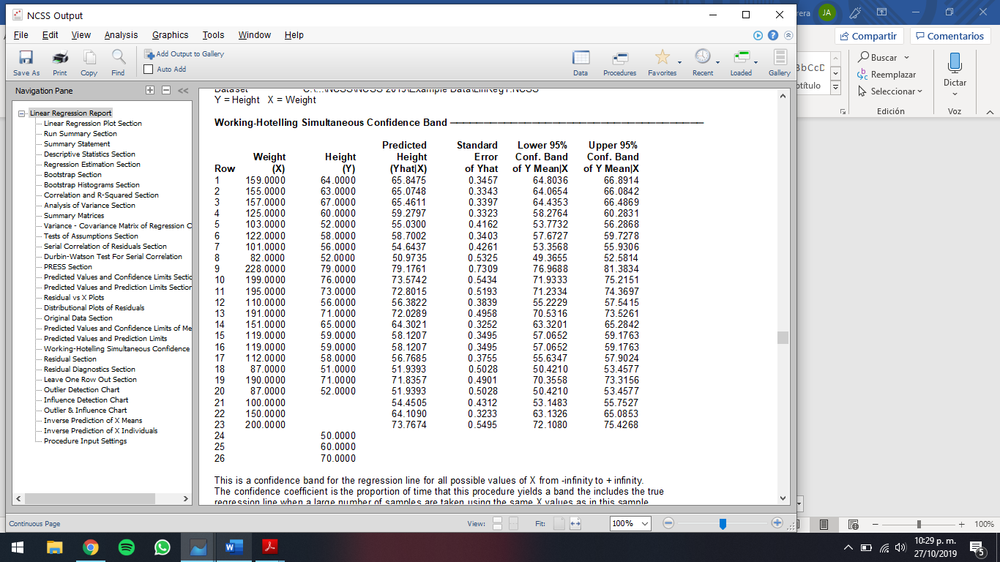 NCSS Output
rera JA
File Edit View Analysis Graphics Tools Window Help
Compartir Comentarios
Save As Print Copy Find
Add Output to Gallery
Auto Add
Data Procedures Favorites Recent Loaded Gallery
Buscar
Reemplazar
Seleccionar
Edición
Dictar
Voz
Navigation Pane
Linear Regression Report
Linear Regression Plot Section
Run Summary Section
Summary Statement
Descriptive Statistics Section
Regression Estimation Section
Bootstrap Section
Bootstrap Histograms Section
Correlation and R-Squared Section
Analysis of Variance Section
Summary Matrices
Variance - Covariance Matrix of Regression C
Tests of Assumptions Section
Serial Correlation of Residuals Section
Durbin-Watson Test For Serial Correlation
PRESS Section
Predicted Values and Confidence Limits Sectic
Predicted Values and Prediction Limits Section
Residual vs X Plots
Distributional Plots of Residuals
Original Data Section
Predicted Values and Confidence Limits of Me
Predicted Values and Prediction Limits
Working-Hotelling Simultaneous Confidence
Residual Section
Residual Diagnostics Section
Leave One Row Out Section
Outlier Detection Chart
Influence Detection Chart
Outlier & Influence Chart
Inverse Prediction of X Means
Inverse Prediction of X Individuals
Procedure Input Settings
Dataset C:\...\NCSS\NCSS 2019\Example Data\LinReg1.NCSS
Y = Height X = Weight
Working-Hotelling Simultaneous Confidence Band
Predicted Standard Lower 95% Upper 95%
Weight Height Height Error Conf. Band Conf. Band
Row (X) (Y) (Yhat|X) of Yhat of Y Mean|X of Y Mean|X
1 159.0000 64.0000 65.8475 0.3457 64.8036 66.8914
2 155.0000 63.0000 65.0748 0.3343 64.0654 66.0842
3 157.0000 67.0000 65.4611 0.3397 64.4353 66.4869
4 125.0000 60.0000 59.2797 0.3323 58.2764 60.2831
5 103.0000 52.0000 55.0300 0.4162 53.7732 56.2868
6 122.0000 58.0000 58.7002 0.3403 57.6727 59.7278
7 101.0000 56.0000 54.6437 0.4261 53.3568 55.9306
8 82.0000 52.0000 50.9735 0.5325 49.3655 52.5814
9 228.0000 79.0000 79.1761 0.7309 76.9688 81.3834
10 199.0000 76.0000 73.5742 0.5434 71.9333 75.2151
11 195.0000 73.0000 72.8015 0.5193 71.2334 74.3697
12 110.0000 56.0000 56.3822 0.3839 55.2229 57.5415
13 191.0000 71.0000 72.0289 0.4958 70.5316 73.5261
14 151.0000 65.0000 64.3021 0.3252 63.3201 65.2842
15 119.0000 59.0000 58.1207 0.3495 57.0652 59.1763
16 119.0000 59.0000 58.1207 0.3495 57.0652 59.1763
17 112.0000 58.0000 56.7685 0.3755 55.6347 57.9024
18 87.0000 51.0000 51.9393 0.5028 50.4210 53.4577
19 190.0000 71.0000 71.8357 0.4901 70.3558 73.3156
20 87.0000 52.0000 51.9393 0.5028 50.4210 53.4577
21 100.0000 54.4505 0.4312 53.1483 55.7527
22 150.0000 64.1090 0.3233 63.1326 65.0853
23 200.0000 73.7674 0.5495 72.1080 75.4268
24 50.0000
25 60.0000
26 70.0000
This is a confidence band for the regression line for all possible values of X from -infinity to + infinity.
The confidence coefficient is the proportion of time that this procedure yields a band the includes the true
regression line when a large number of samples are taken using the same X values as in this sample.
Continuous Page
View: Fit: 100%
100%
10:29 p. m.
27/10/2019
5